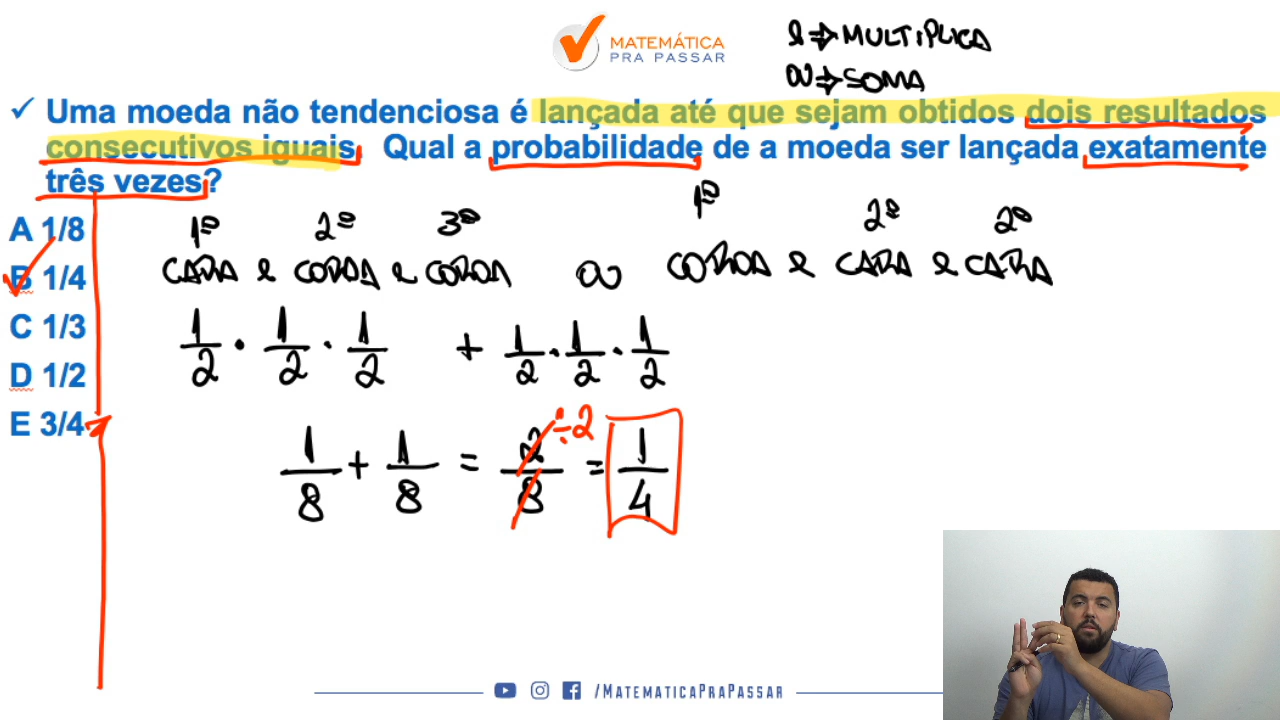 MATEMÁTICA
PRA PASSAR
e ⇒ MULTIPLICA
OU ⇒ SOMA
✓ Uma moeda não tendenciosa é lançada até que sejam obtidos dois resultados
consecutivos iguais. Qual a probabilidade de a moeda ser lançada exatamente
três vezes?
A 1/8
B 1/4
C 1/3
D 1/2
E 3/4
1º 2º 3º 1º 2º 2º
CARA e COROA e COROA OU COROA e CARA e CARA
1/2 · 1/2 · 1/2 + 1/2 · 1/2 · 1/2
1/8 + 1/8 = 2/8 ÷2 = 1/4
/MATEMATICAPRAPASSAR